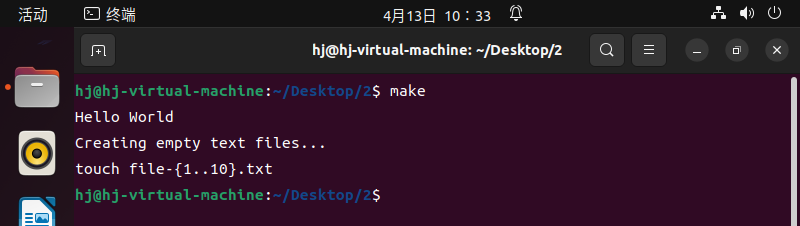 活动 终端 4月13日 10：33
hj@hj-virtual-machine: ~/Desktop/2
hj@hj-virtual-machine:~/Desktop/2$ make
Hello World
Creating empty text files...
touch file-{1..10}.txt
hj@hj-virtual-machine:~/Desktop/2$